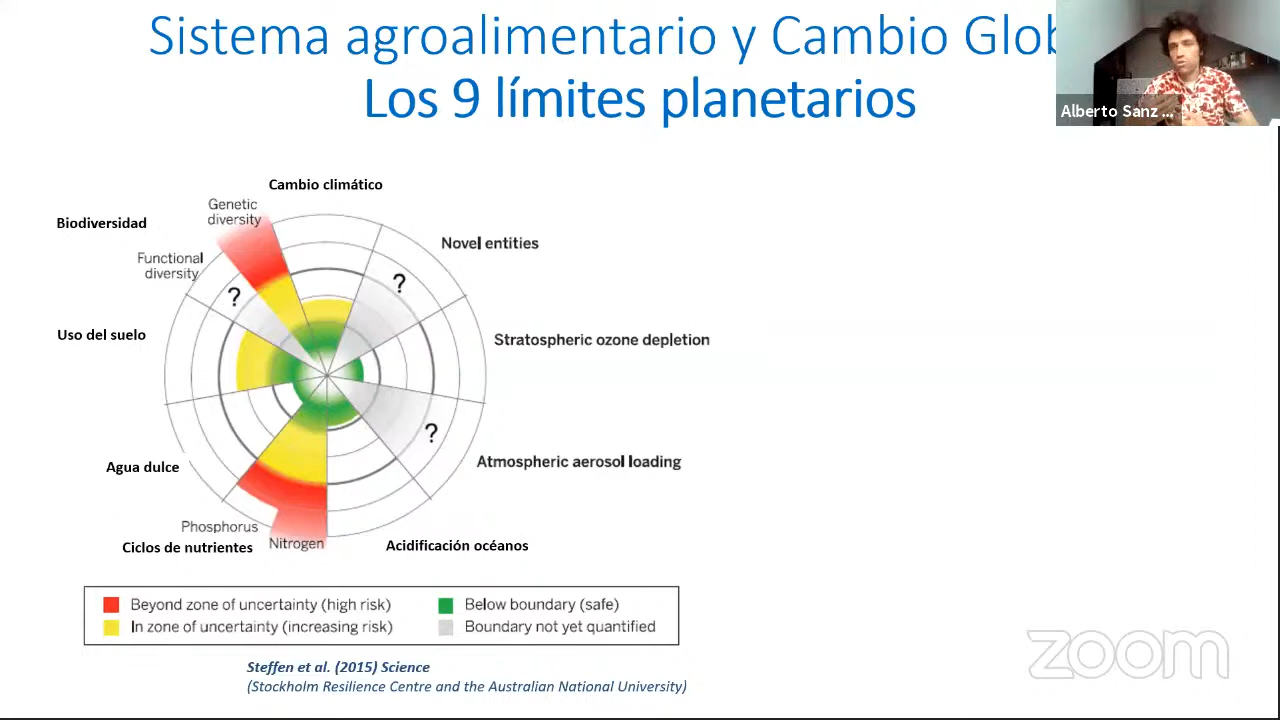 Sistema agroalimentario y Cambio Glob
Los 9 límites planetarios
Alberto Sanz ...
Cambio climático
Genetic
diversity
Biodiversidad
Novel entities
Functional
diversity
?
?
Uso del suelo
Stratospheric ozone depletion
?
Agua dulce
Atmospheric aerosol loading
Phosphorus
Ciclos de nutrientes
Nitrogen
Acidificación océanos
Beyond zone of uncertainty (high risk)
Below boundary (safe)
In zone of uncertainty (increasing risk)
Boundary not yet quantified
Steffen et al. (2015) Science
(Stockholm Resilience Centre and the Australian National University)
zoom